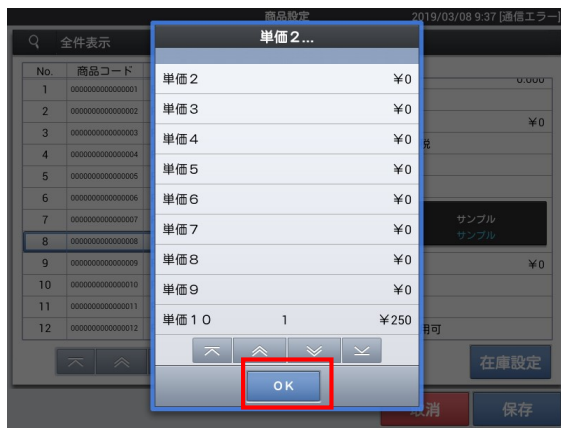 商品設定 2019/03/08 9:37 [通信エラー]
全件表示
単価2...
No. 商品コード
1 0000000000000001
2 0000000000000002
3 0000000000000003
4 0000000000000004
5 0000000000000005
6 0000000000000006
7 0000000000000007
8 0000000000000008
9 0000000000000009
10 0000000000000010
11 0000000000000011
12 0000000000000012
単価2 ¥0
単価3 ¥0
単価4 ¥0
単価5 ¥0
単価6 ¥0
単価7 ¥0
単価8 ¥0
単価9 ¥0
単価10 1 ¥250
OK
0.000
¥0
税
サンプル
サンプル
¥0
用可
在庫設定
取消
保存